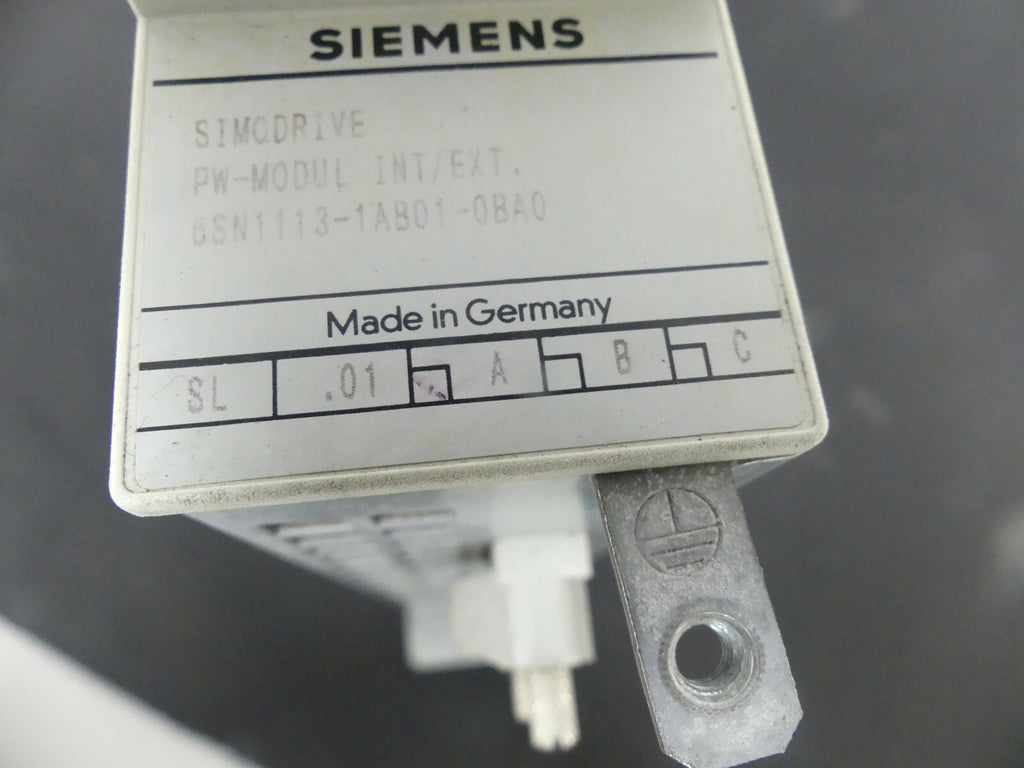 SIEMENS
SIMODRIVE
PW-MODUL INT/EXT.
6SN1113-1AB01-0BA0
Made in Germany
SL .01 A B C